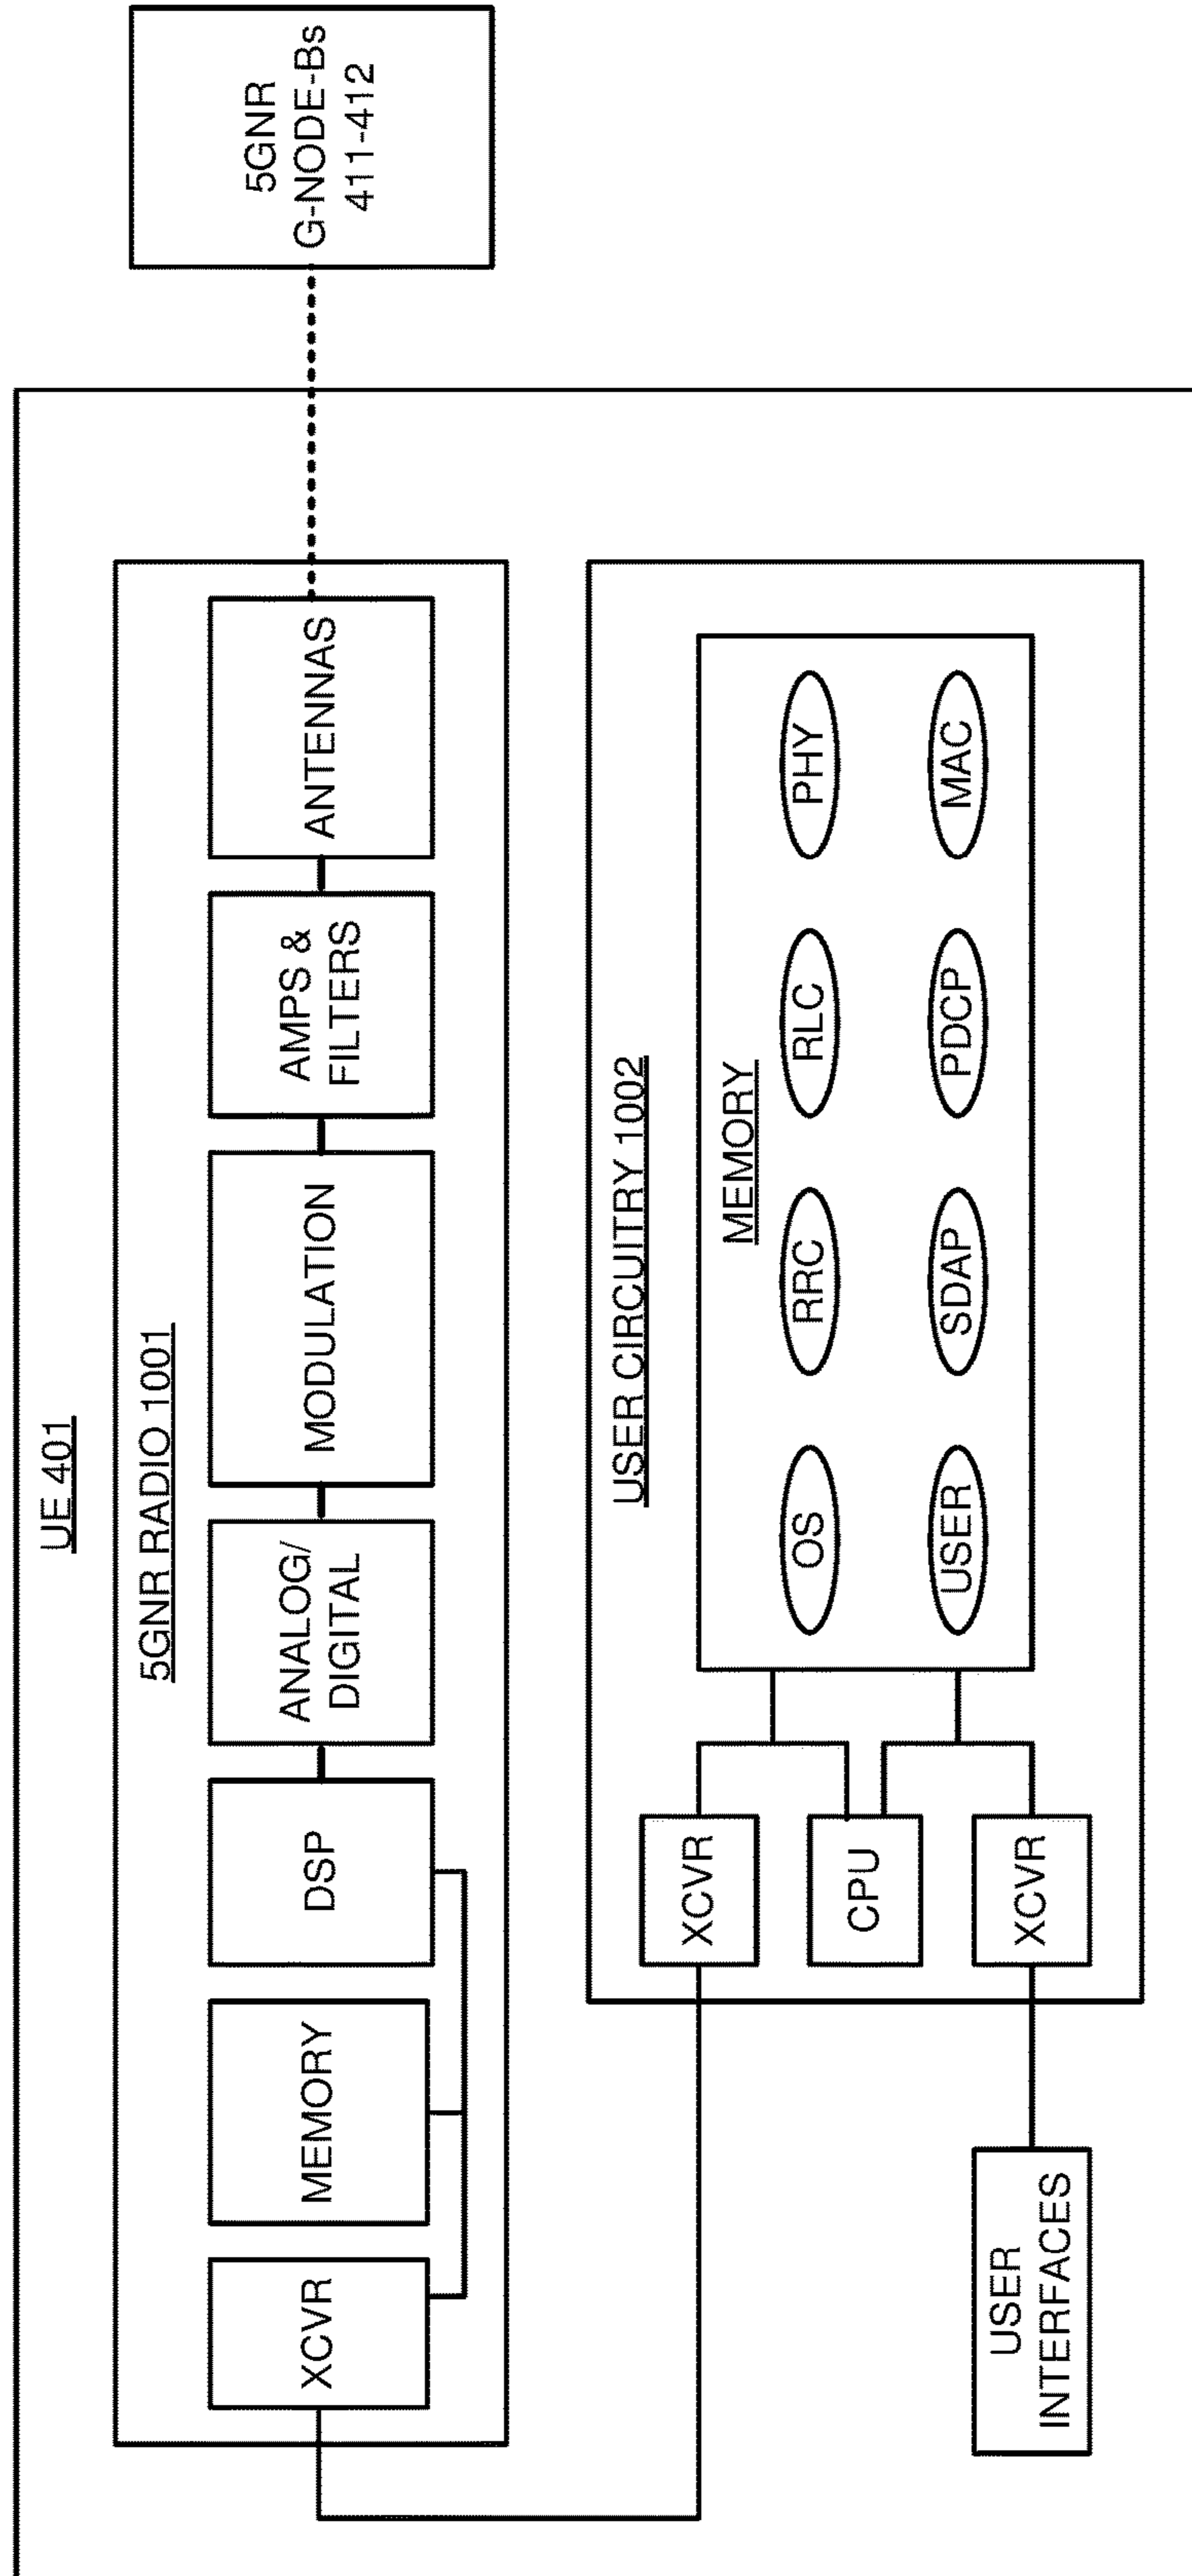 UE 401
5GNR RADIO 1001
XCVR
MEMORY
DSP
ANALOG/
DIGITAL
MODULATION
AMPS &
FILTERS
ANTENNAS
5GNR
G-NODE-Bs
411-412
USER CIRCUITRY 1002
XCVR
CPU
XCVR
MEMORY
OS
RRC
RLC
PHY
USER
SDAP
PDCP
MAC
USER
INTERFACES